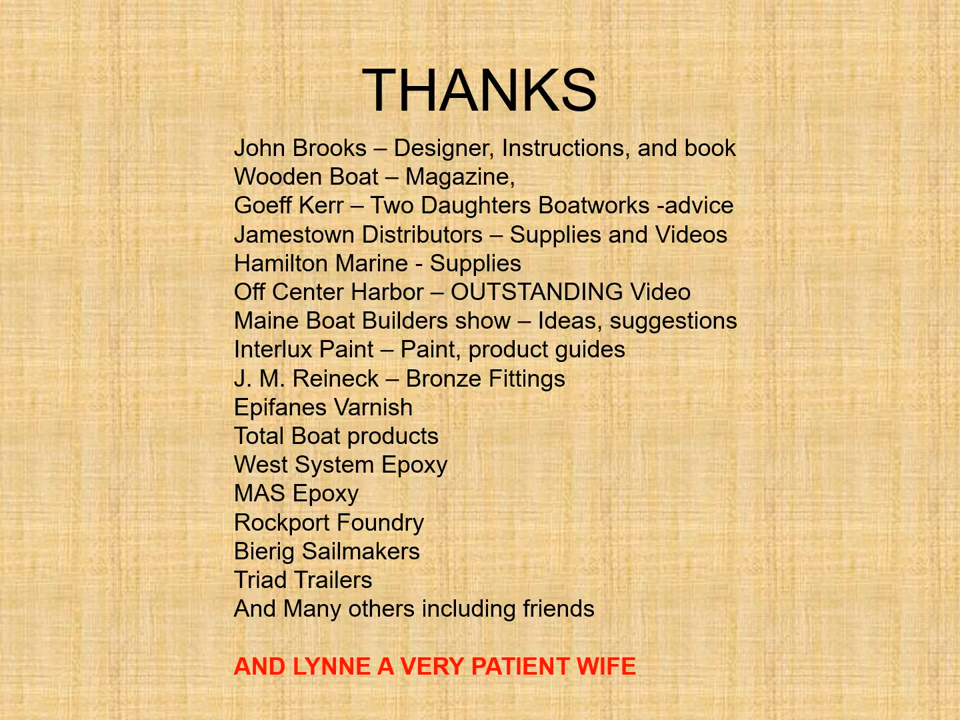 THANKS
John Brooks – Designer, Instructions, and book
Wooden Boat – Magazine,
Goeff Kerr – Two Daughters Boatworks -advice
Jamestown Distributors – Supplies and Videos
Hamilton Marine - Supplies
Off Center Harbor – OUTSTANDING Video
Maine Boat Builders show – Ideas, suggestions
Interlux Paint – Paint, product guides
J. M. Reineck – Bronze Fittings
Epifanes Varnish
Total Boat products
West System Epoxy
MAS Epoxy
Rockport Foundry
Bierig Sailmakers
Triad Trailers
And Many others including friends
AND LYNNE A VERY PATIENT WIFE